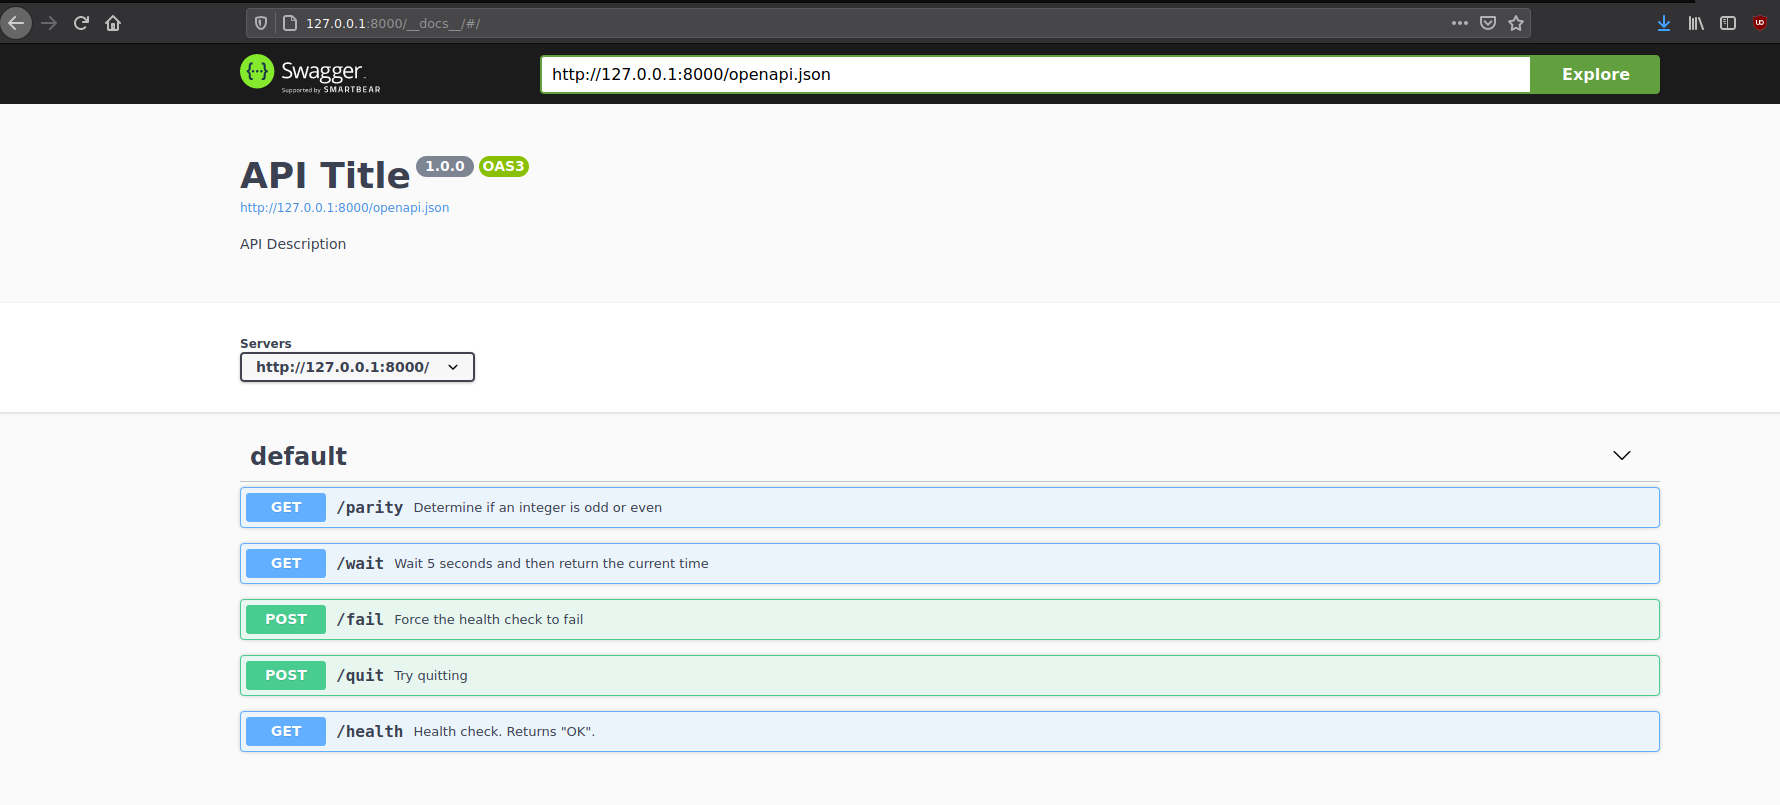 127.0.0.1:8000/__docs__/#/
Swagger.
Supported by SMARTBEAR
http://127.0.0.1:8000/openapi.json
Explore
API Title 1.0.0 OAS3
http://127.0.0.1:8000/openapi.json
API Description
Servers
http://127.0.0.1:8000/
default
GET /parity Determine if an integer is odd or even
GET /wait Wait 5 seconds and then return the current time
POST /fail Force the health check to fail
POST /quit Try quitting
GET /health Health check. Returns "OK".